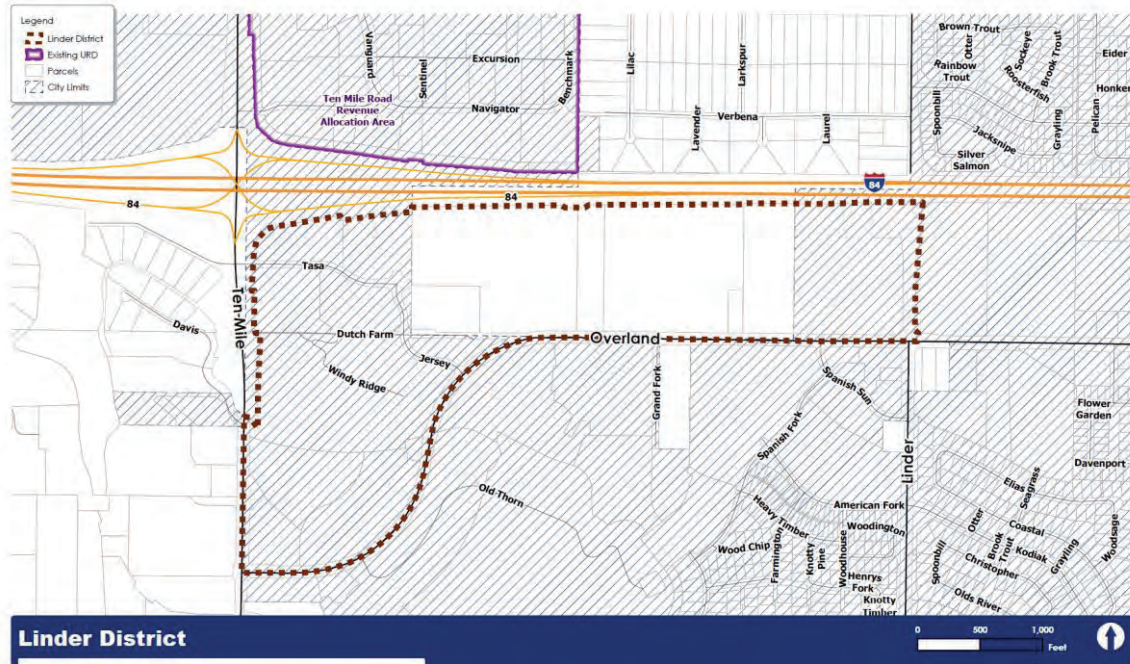 Legend
Linder District
Existing URD
Parcels
City Limits
Vanguard
Sentinel
Excursion
Navigator
Benchmark
Ten Mile Road
Revenue
Allocation Area
Lilac
Larkspur
Lavender
Verbena
Laurel
Brown Trout
Otter
Sockeye
Brook Trout
Eider
Rainbow
Trout
Roosterfish
Honker
Spoonbill
Jacksnipe
Grayling
Pelican
Silver
Salmon
84
84
84
Tasa
Ten-Mile
Davis
Dutch Farm
Jersey
Windy Ridge
Overland
Grand Fork
Spanish Sun
Spanish Fork
Linder
Flower
Garden
Davenport
Old Thorn
Heavy Timber
American Fork
Woodington
Wood Chip
Farmington
Knotty
Pine
Woodhouse
Henrys
Fork
Knotty
Timber
Elias
Seagrass
Otter
Coastal
Brook
Trout
Kodiak
Grayling
Woodsage
Spoonbill
Christopher
Olds River
Linder District
0 500 1,000
Feet